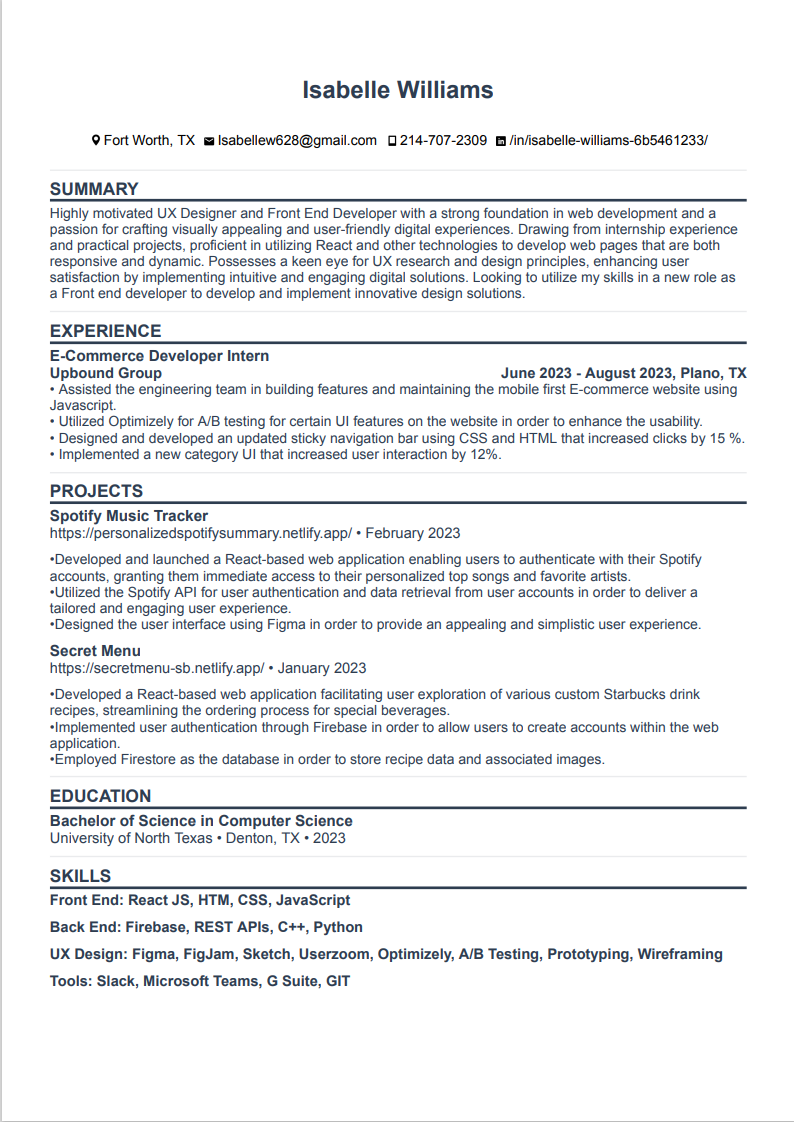 Isabelle Williams
Fort Worth, TX Isabellew628@gmail.com 214-707-2309 /in/isabelle-williams-6b5461233/
SUMMARY
Highly motivated UX Designer and Front End Developer with a strong foundation in web development and a
passion for crafting visually appealing and user-friendly digital experiences. Drawing from internship experience
and practical projects, proficient in utilizing React and other technologies to develop web pages that are both
responsive and dynamic. Possesses a keen eye for UX research and design principles, enhancing user
satisfaction by implementing intuitive and engaging digital solutions. Looking to utilize my skills in a new role as
a Front end developer to develop and implement innovative design solutions.
EXPERIENCE
E-Commerce Developer Intern
Upbound Group June 2023 - August 2023, Plano, TX
• Assisted the engineering team in building features and maintaining the mobile first E-commerce website using
Javascript.
• Utilized Optimizely for A/B testing for certain UI features on the website in order to enhance the usability.
• Designed and developed an updated sticky navigation bar using CSS and HTML that increased clicks by 15 %.
• Implemented a new category UI that increased user interaction by 12%.
PROJECTS
Spotify Music Tracker
https://personalizedspotifysummary.netlify.app/ • February 2023
•Developed and launched a React-based web application enabling users to authenticate with their Spotify
accounts, granting them immediate access to their personalized top songs and favorite artists.
•Utilized the Spotify API for user authentication and data retrieval from user accounts in order to deliver a
tailored and engaging user experience.
•Designed the user interface using Figma in order to provide an appealing and simplistic user experience.
Secret Menu
https://secretmenu-sb.netlify.app/ • January 2023
•Developed a React-based web application facilitating user exploration of various custom Starbucks drink
recipes, streamlining the ordering process for special beverages.
•Implemented user authentication through Firebase in order to allow users to create accounts within the web
application.
•Employed Firestore as the database in order to store recipe data and associated images.
EDUCATION
Bachelor of Science in Computer Science
University of North Texas • Denton, TX • 2023
SKILLS
Front End: React JS, HTM, CSS, JavaScript
Back End: Firebase, REST APIs, C++, Python
UX Design: Figma, FigJam, Sketch, Userzoom, Optimizely, A/B Testing, Prototyping, Wireframing
Tools: Slack, Microsoft Teams, G Suite, GIT